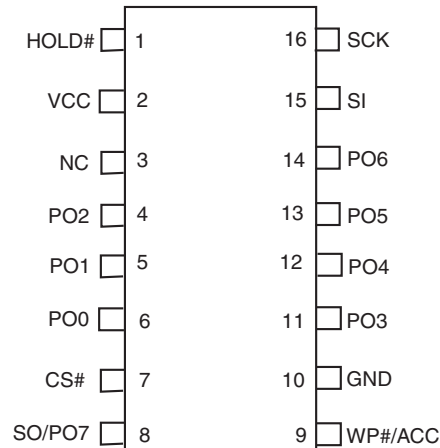 HOLD# 1 16 SCK
VCC 2 15 SI
NC 3 14 PO6
PO2 4 13 PO5
PO1 5 12 PO4
PO0 6 11 PO3
CS# 7 10 GND
SO/PO7 8 9 WP#/ACC